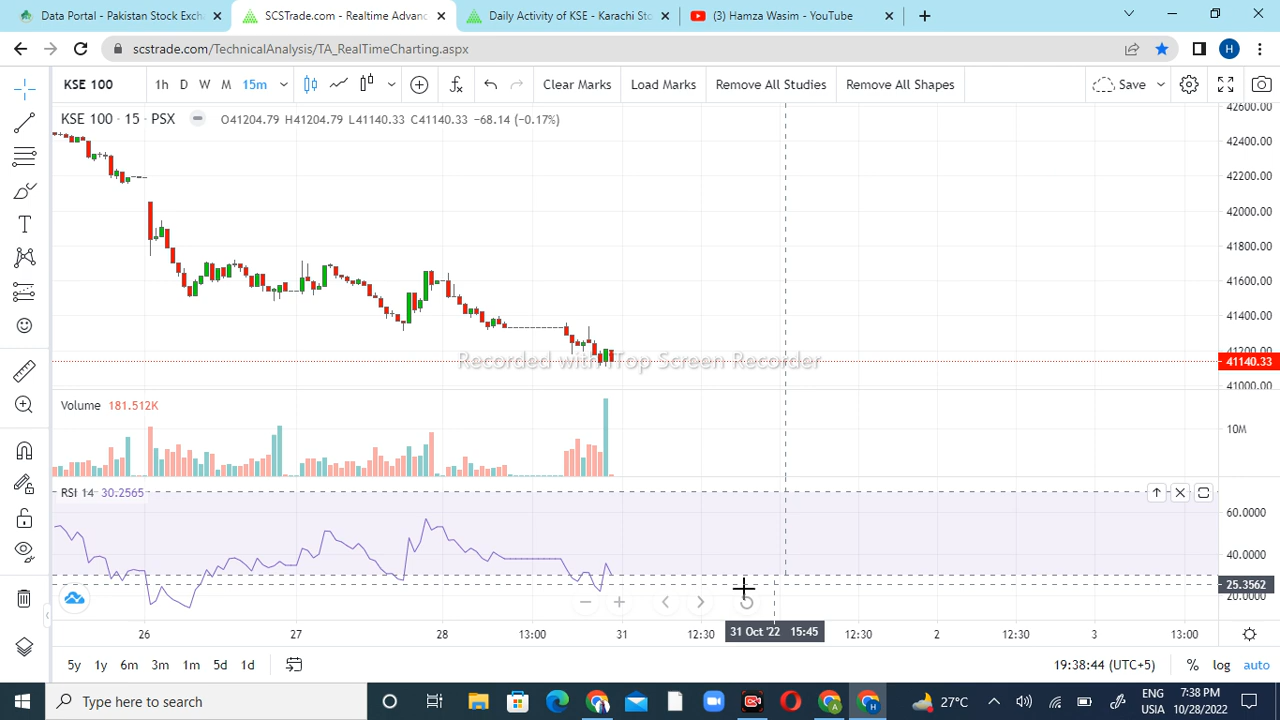 Data Portal - Pakistan Stock Exch
SCSTrade.com - Realtime Advanc
Daily Activity of KSE - Karachi Sto
(3) Hamza Wasim - YouTube
scstrade.com/TechnicalAnalysis/TA_RealTimeCharting.aspx
H
KSE 100
1h D W M 15m
Clear Marks
Load Marks
Remove All Studies
Remove All Shapes
Save
KSE 100 - 15 - PSX
O41204.79 H41204.79 L41140.33 C41140.33 −68.14 (−0.17%)
42600.00
42400.00
42200.00
42000.00
41800.00
41600.00
41400.00
41200.00
Recorded with iTop Screen Recorder
41140.33
41000.00
Volume 181.512K
10M
RSI 14 30.2565
60.0000
40.0000
25.3562
20.0000
26 27 28 13:00 31 12:30 31 Oct '22 15:45 12:30 2 12:30 3 13:00
5y 1y 6m 3m 1m 5d 1d
19:38:44 (UTC+5)
% log auto
Type here to search
A
H
27°C
ENG
USIA
7:38 PM
10/28/2022